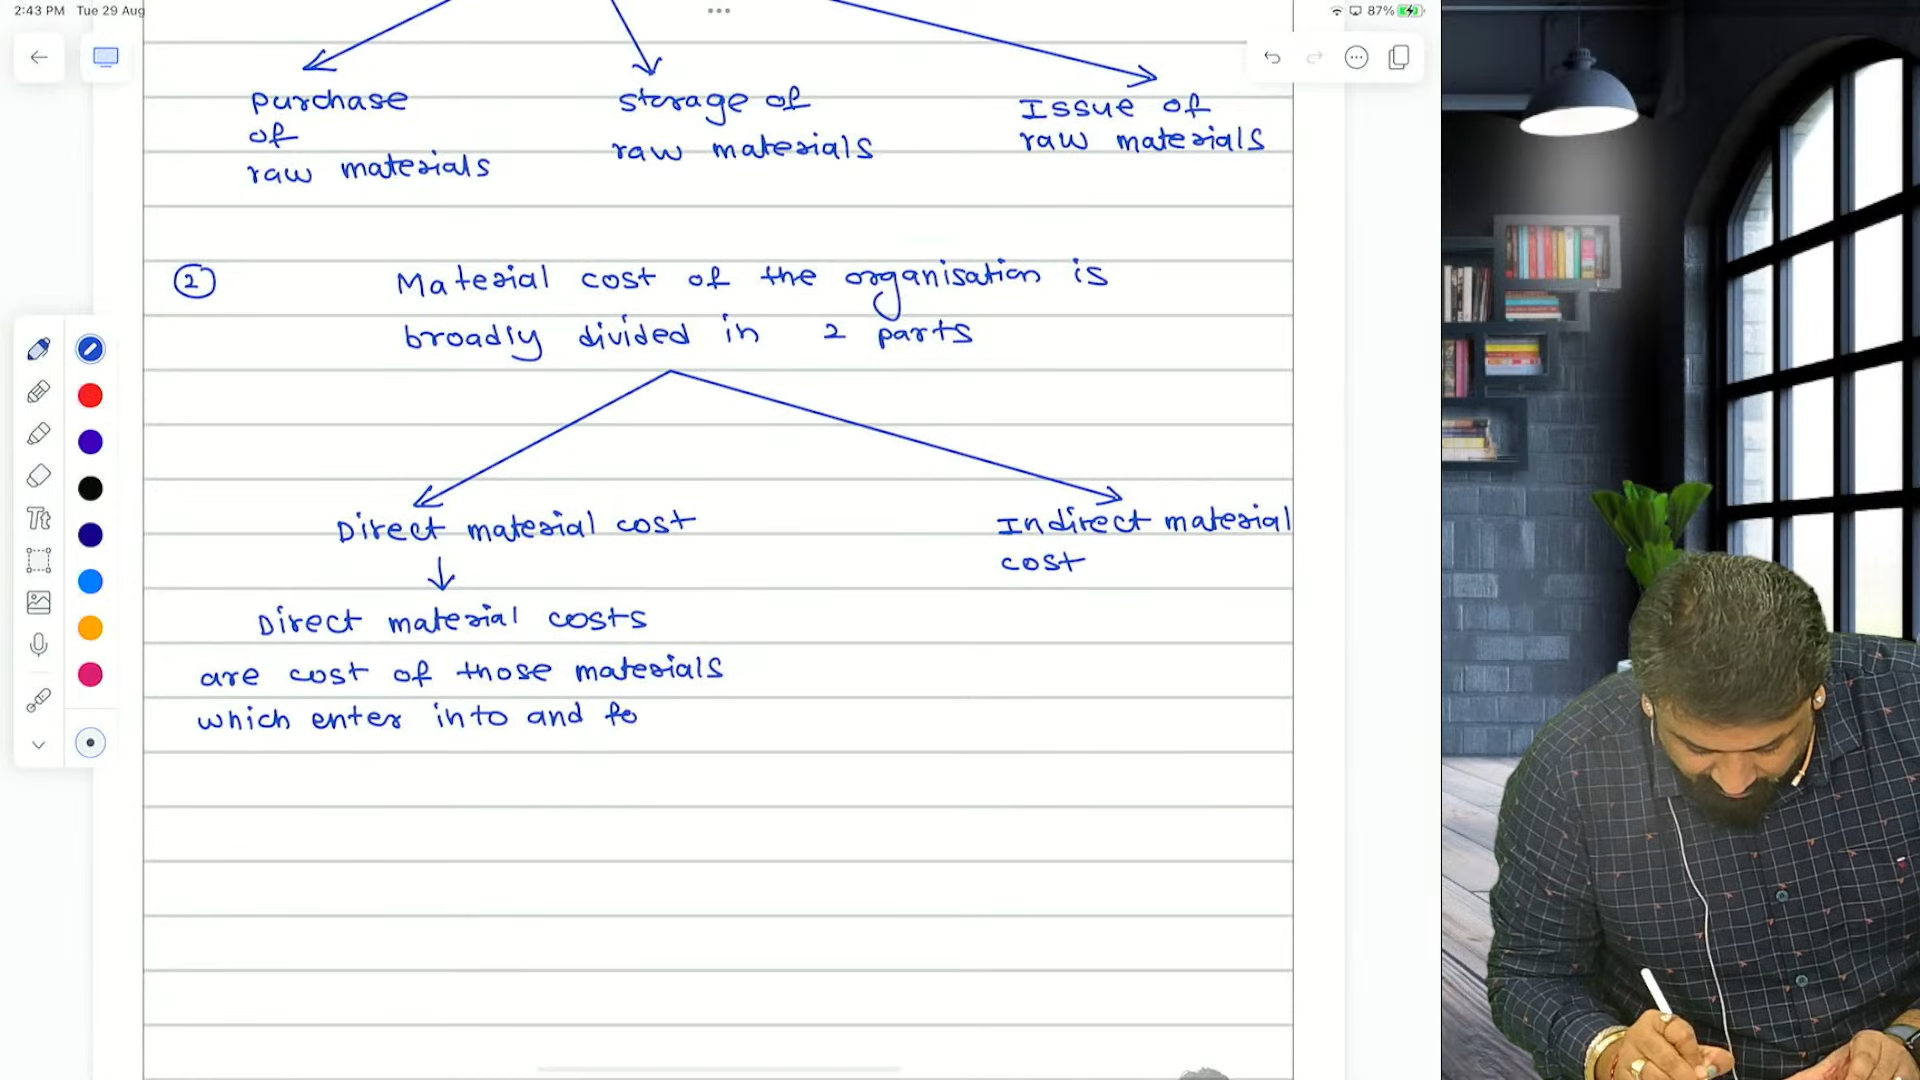 2:43 PM Tue 29 Aug
87%
Purchase
of
raw materials
storage of
raw materials
Issue of
raw materials
2
Material cost of the organisation is
broadly divided in 2 parts
Direct material cost
Indirect material
cost
Direct material costs
are cost of those materials
which enter into and fo
Tt